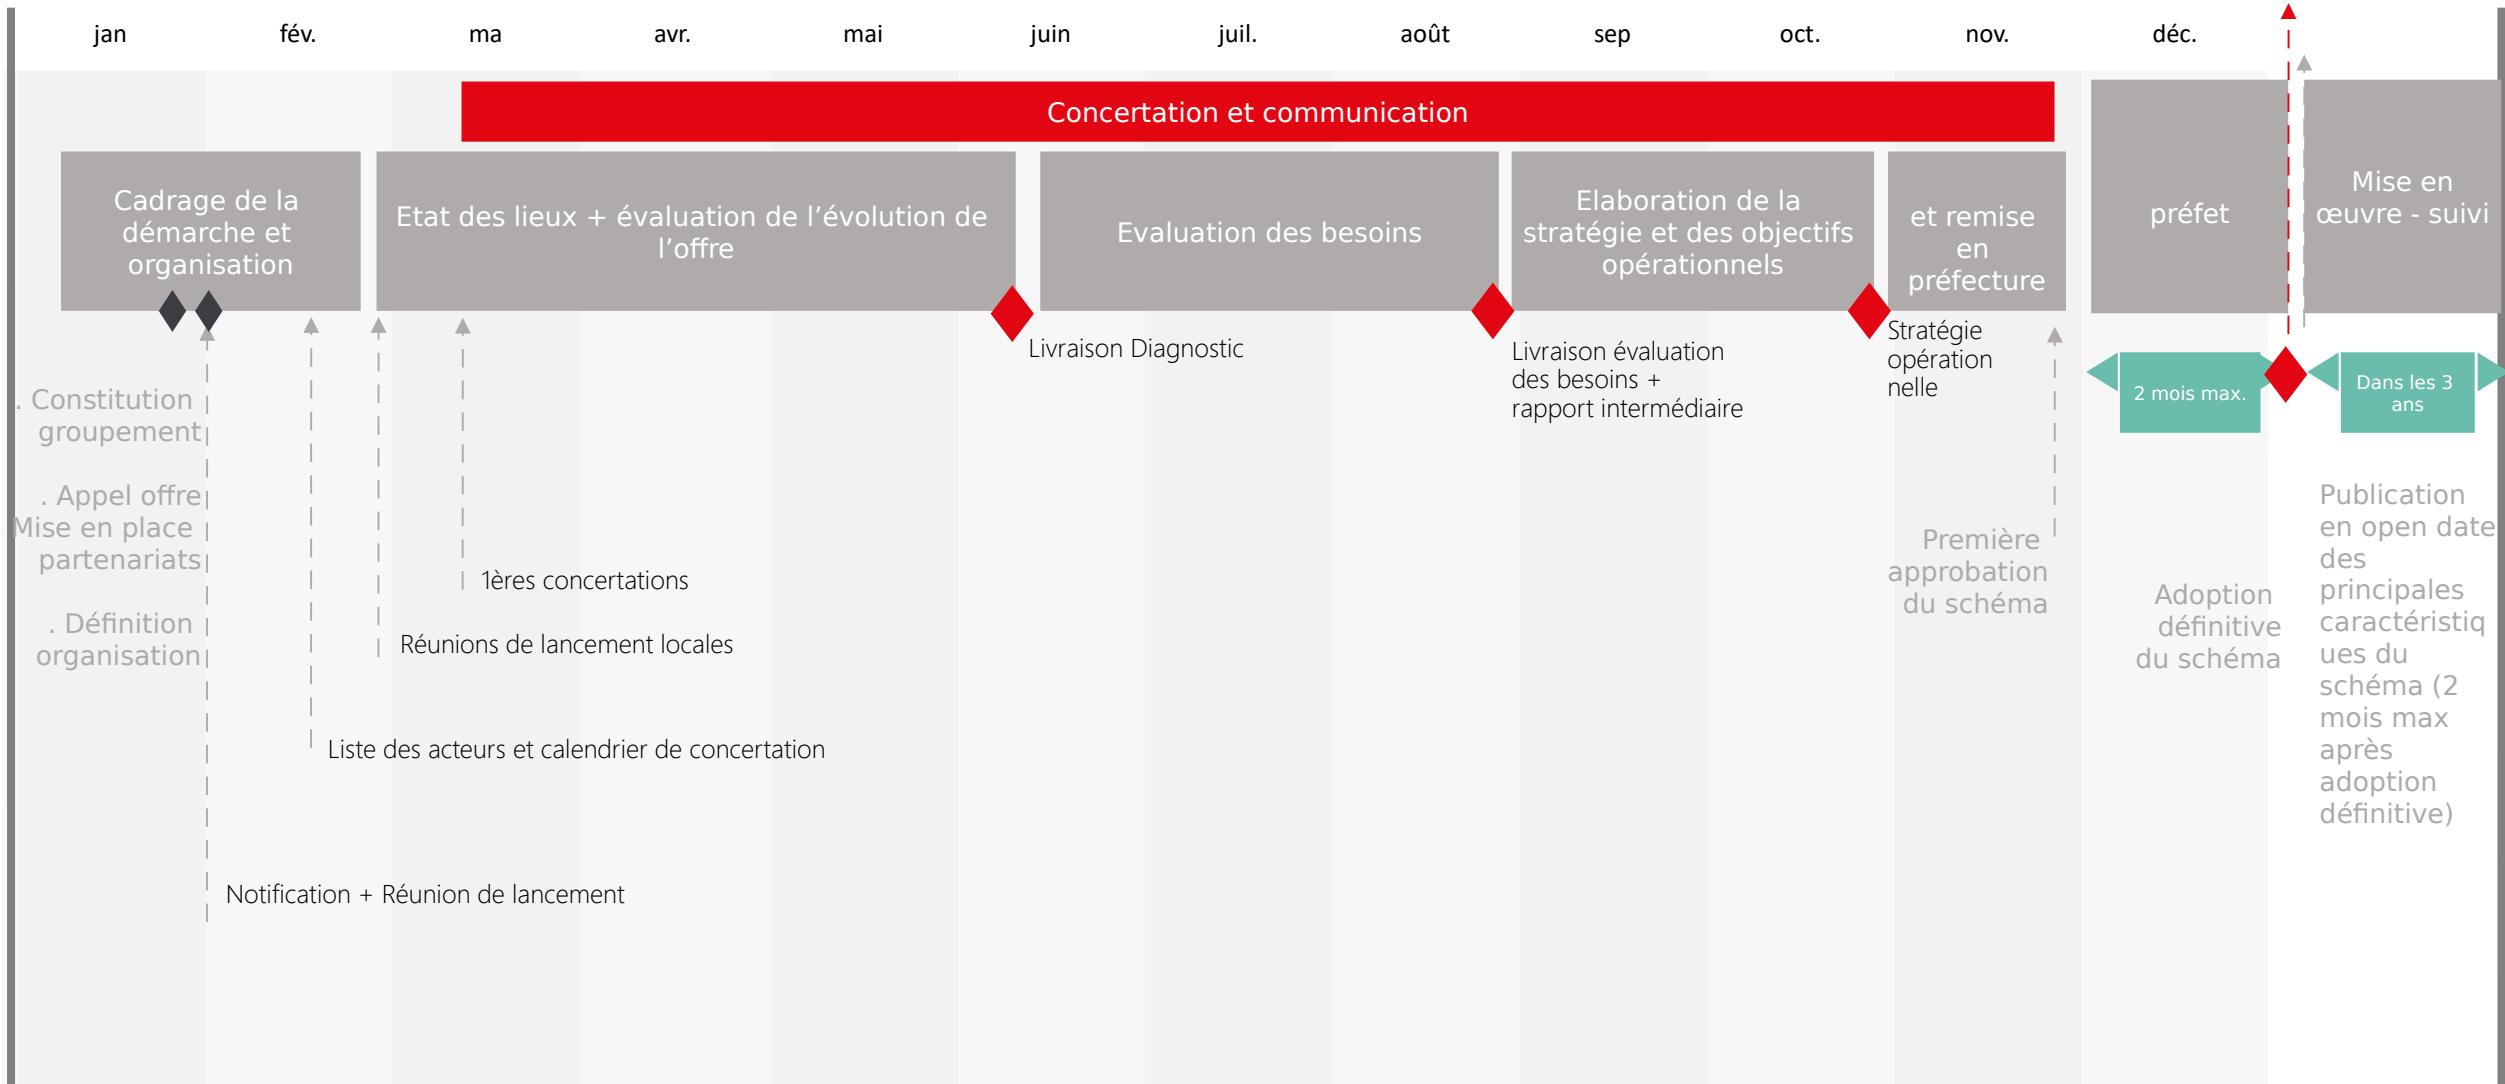 jan fév. ma avr. mai juin juil. août sep oct. nov. déc.
Concertation et communication
Cadrage de la
démarche et
organisation
Etat des lieux + évaluation de l’évolution de
l’offre
Evaluation des besoins
Elaboration de la
stratégie et des objectifs
opérationnels
et remise
en
préfecture
préfet
Mise en
œuvre - suivi
Livraison Diagnostic
Livraison évaluation
des besoins +
rapport intermédiaire
Stratégie
opération
nelle
2 mois max.
Dans les 3
ans
. Constitution
groupement
. Appel offre
Mise en place
partenariats
. Définition
organisation
1ères concertations
Réunions de lancement locales
Liste des acteurs et calendrier de concertation
Notification + Réunion de lancement
Première
approbation
du schéma
Adoption
définitive
du schéma
Publication
en open date
des
principales
caractéristiq
ues du
schéma (2
mois max
après
adoption
définitive)